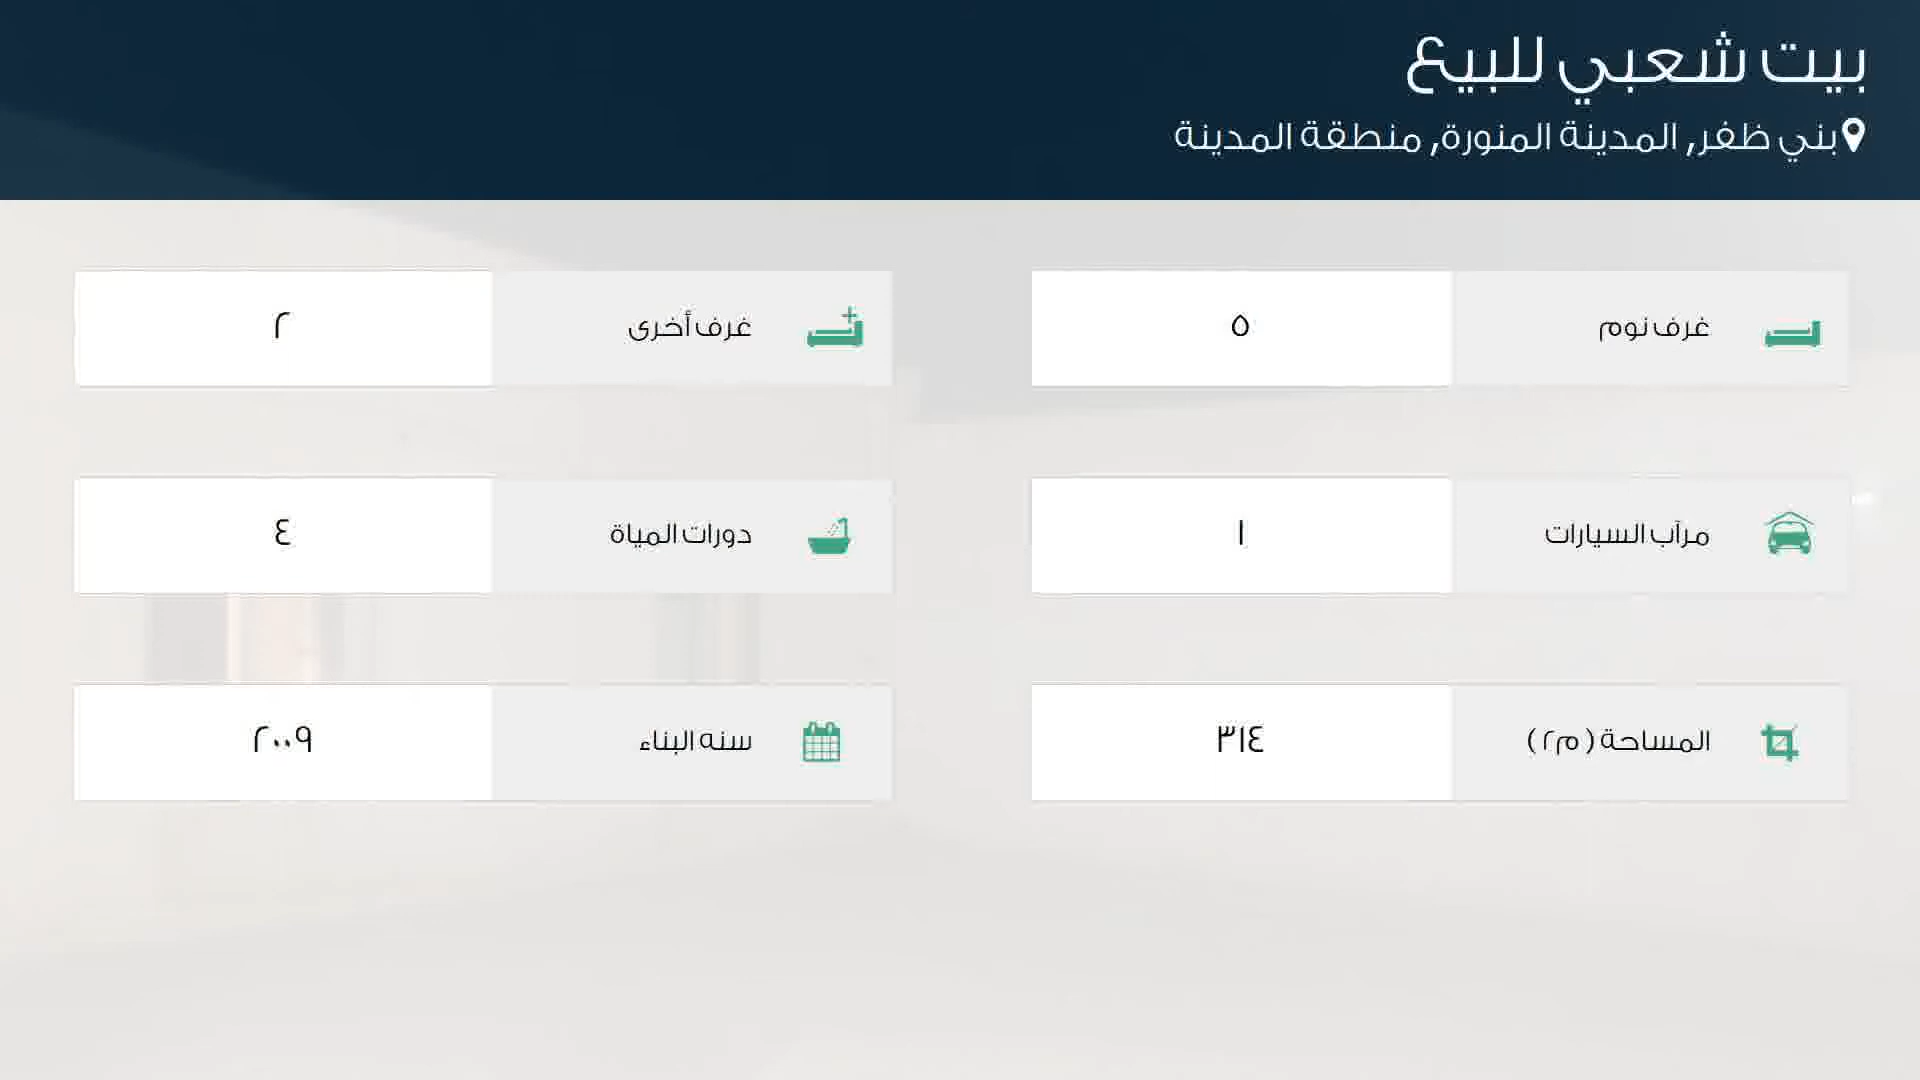 بيت شعبي للبيع
بني ظفر, المدينة المنورة, منطقة المدينة
غرف نوم
٥
غرف أخرى
٢
مرآب السيارات
١
دورات المياة
٤
المساحة ( م٢ )
٣١٤
سنه البناء
٢٠٠٩